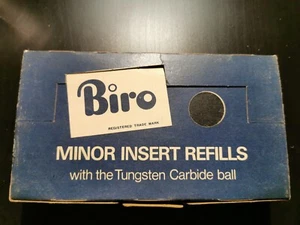 Biro
REGISTERED TRADE MARK
MINOR INSERT REFILLS
with the Tungsten Carbide ball